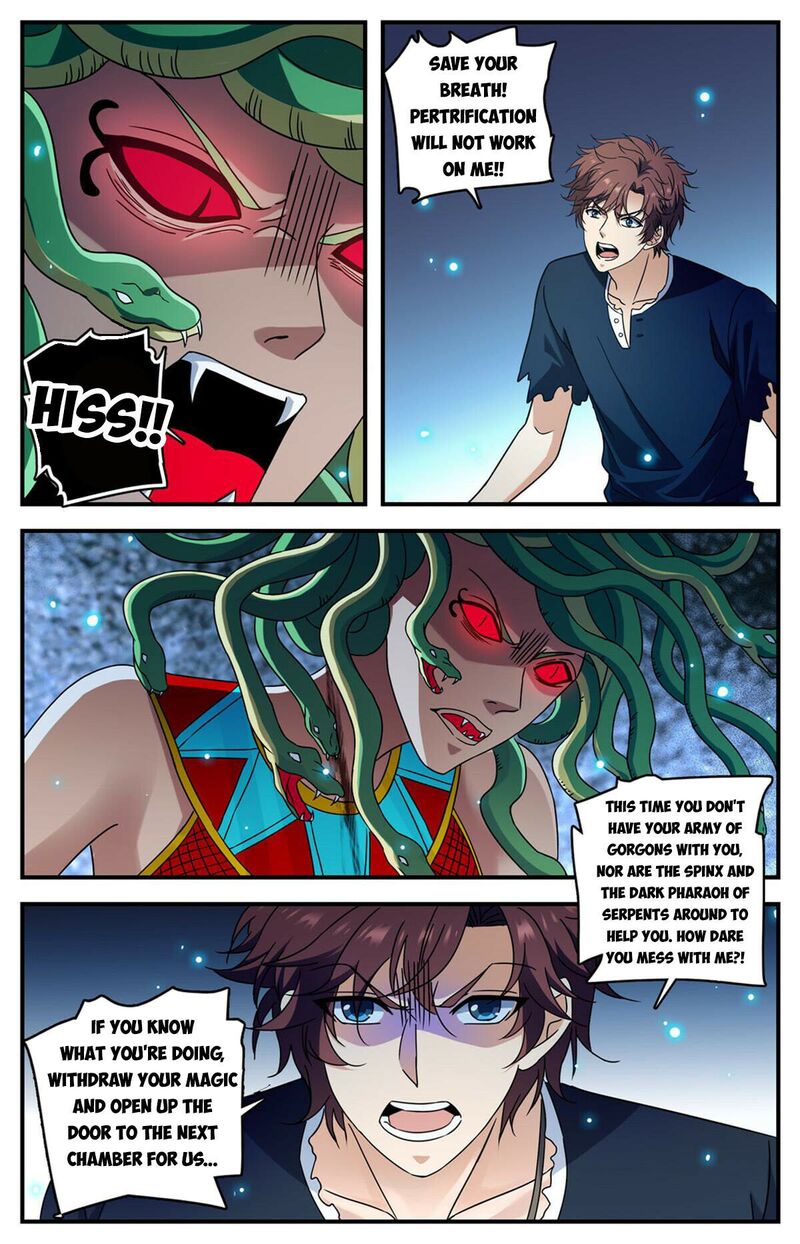 HISS!!
SAVE YOUR
BREATH!
PERTRIFICATION
WILL NOT WORK
ON ME!!
THIS TIME YOU DON'T
HAVE YOUR ARMY OF
GORGONS WITH YOU,
NOR ARE THE SPINX AND
THE DARK PHARAOH OF
SERPENTS AROUND TO
HELP YOU. HOW DARE
YOU MESS WITH ME?!
IF YOU KNOW
WHAT YOU'RE DOING,
WITHDRAW YOUR MAGIC
AND OPEN UP THE
DOOR TO THE NEXT
CHAMBER FOR US...